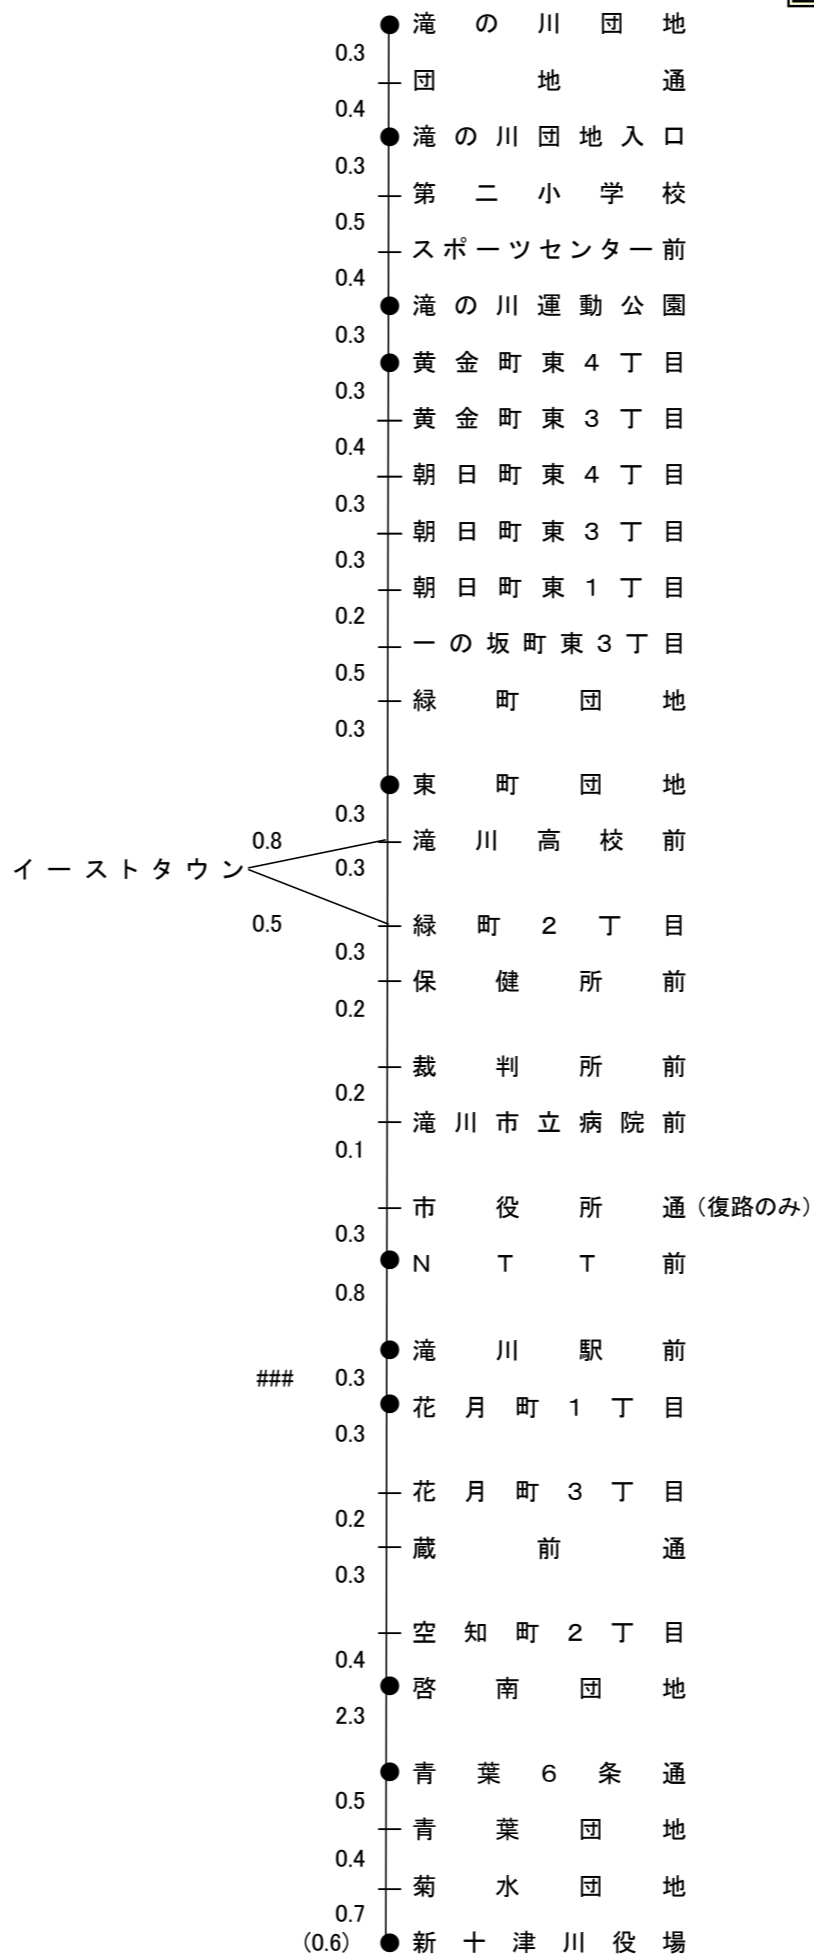 滝の川団地
0.3
団地通
0.4
滝の川団地入口
0.3
第二小学校
0.5
スポーツセンター前
0.4
滝の川運動公園
0.3
黄金町東４丁目
0.3
黄金町東３丁目
0.4
朝日町東４丁目
0.3
朝日町東３丁目
0.3
朝日町東１丁目
0.2
一の坂町東３丁目
0.5
緑町団地
0.3
東町団地
0.3
0.8 滝川高校前
イーストタウン 0.3
0.5 緑町２丁目
0.3
保健所前
0.2
裁判所前
0.2
滝川市立病院前
0.1
市役所通（復路のみ）
0.3
ＮＴＴ前
0.8
滝川駅前
### 0.3
花月町１丁目
0.3
花月町３丁目
0.2
蔵前通
0.3
空知町２丁目
0.4
啓南団地
2.3
青葉６条通
0.5
青葉団地
0.4
菊水団地
0.7
（0.6） 新十津川役場